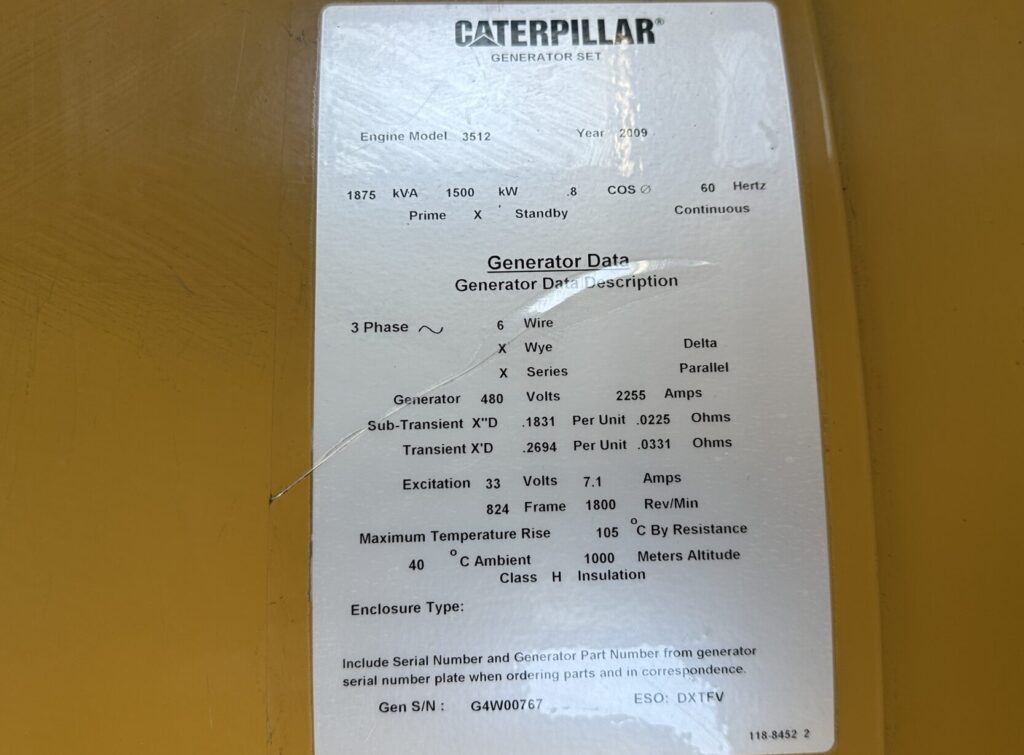 CATERPILLAR®
GENERATOR SET
Engine Model 3512 Year 2009
1875 kVA 1500 kW .8 COS ∅ 60 Hertz
Prime X Standby Continuous
Generator Data
Generator Data Description
3 Phase ~ 6 Wire
X Wye Delta
X Series Parallel
Generator 480 Volts 2255 Amps
Sub-Transient X"D .1831 Per Unit .0225 Ohms
Transient X'D .2694 Per Unit .0331 Ohms
Excitation 33 Volts 7.1 Amps
824 Frame 1800 Rev/Min
Maximum Temperature Rise 105 °C By Resistance
40 °C Ambient 1000 Meters Altitude
Class H Insulation
Enclosure Type:
Include Serial Number and Generator Part Number from generator
serial number plate when ordering parts and in correspondence.
Gen S/N : G4W00767 ESO: DXTFV
118-8452 2